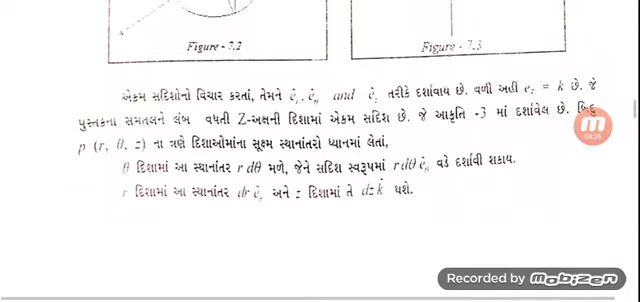 Figure - 7.2
Figure - 7.3
એકમ સદિશોનો વિચાર કરતાં, તેમને ê_r, ê_θ and ê_z તરીકે દર્શાવાય છે. વળી અહીં e_z = k છે. જે
પુસ્તકના સમતલને લંબ વધતી Z-અક્ષની દિશામાં એકમ સદિશ છે. જે આકૃતિ -3 માં દર્શાવેલ છે. બિંદુ
p (r, θ, z) ના ત્રણે દિશાઓમાંના સૂક્ષ્મ સ્થાનાંતરો ધ્યાનમાં લેતાં,
θ દિશામાં આ સ્થાનાંતર r dθ મળે, જેને સદિશ સ્વરૂપમાં r dθ ê_θ વડે દર્શાવી શકાય.
r દિશામાં આ સ્થાનાંતર dr ê_r અને z દિશામાં તે dz k̂ થશે.
08:26
Recorded by mobizen